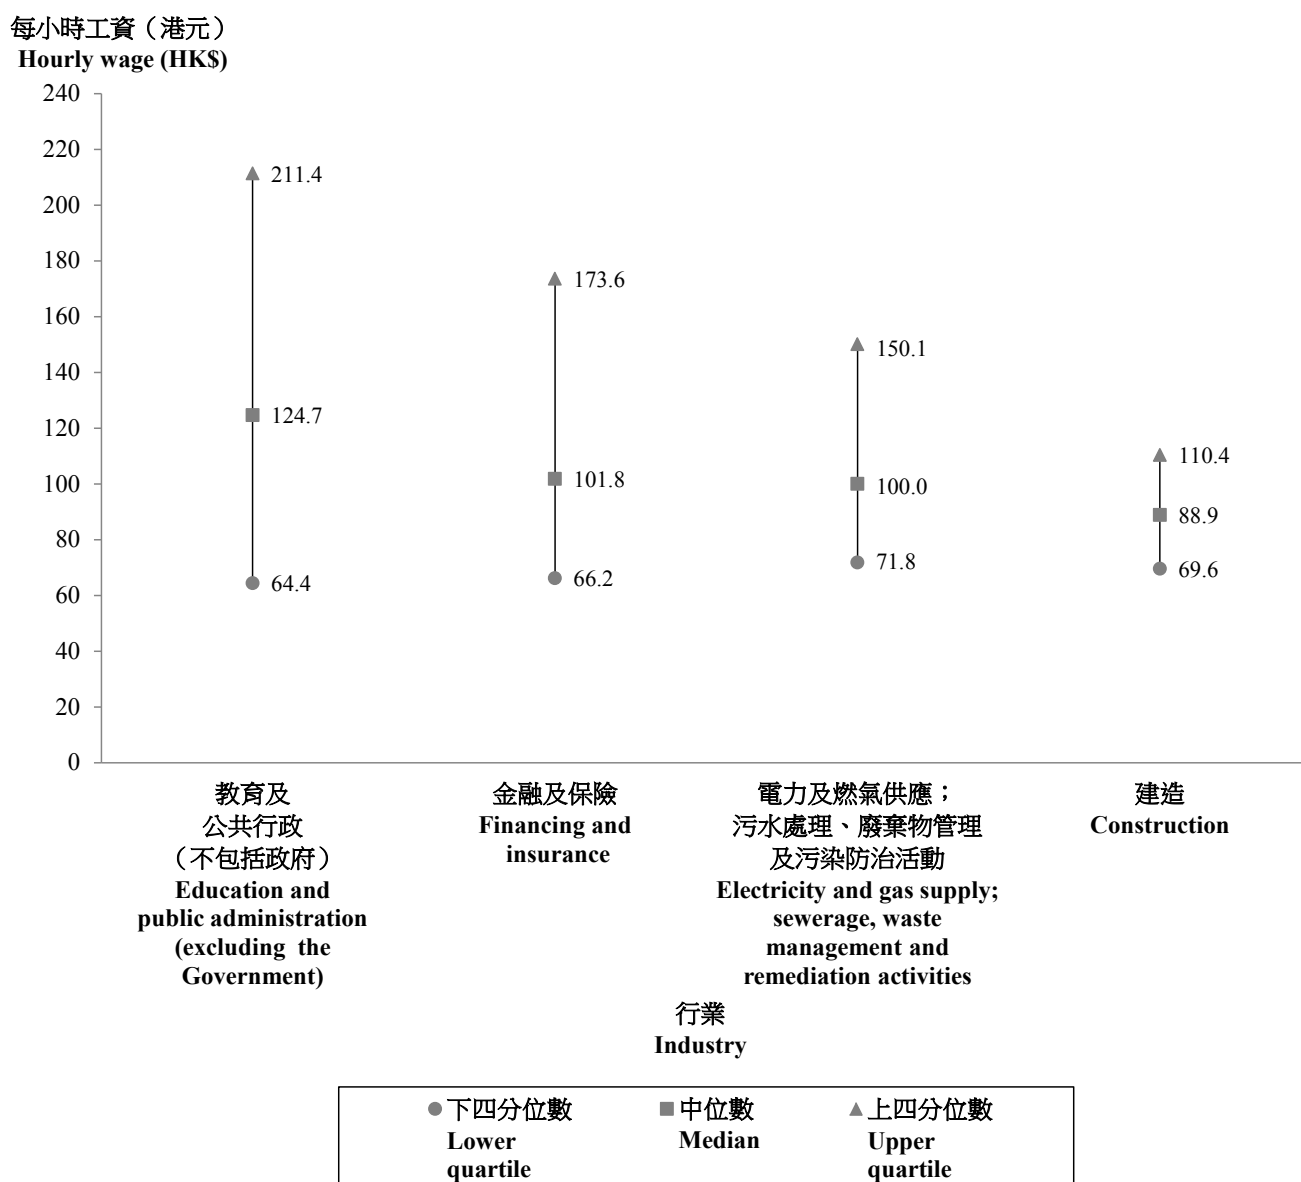 每小時工資（港元）
Hourly wage (HK$)
240
220
200
180
160
140
120
100
80
60
40
20
0
211.4
124.7
64.4
173.6
101.8
66.2
150.1
100.0
71.8
110.4
88.9
69.6
教育及
公共行政
（不包括政府）
Education and
public administration
(excluding the
Government)
金融及保險
Financing and
insurance
電力及燃氣供應；
污水處理、廢棄物管理
及污染防治活動
Electricity and gas supply;
sewerage, waste
management and
remediation activities
建造
Construction
行業
Industry
下四分位數
Lower
quartile
中位數
Median
上四分位數
Upper
quartile